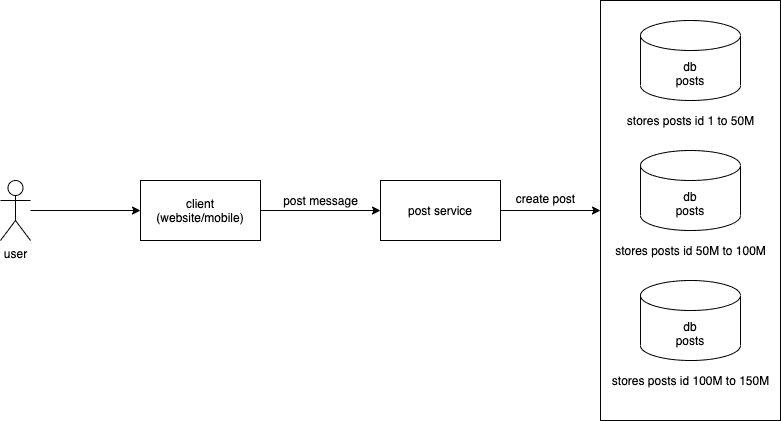 db
posts
stores posts id 1 to 50M
client
(website/mobile)
post message
post service
create post
db
posts
stores posts id 50M to 100M
user
db
posts
stores posts id 100M to 150M